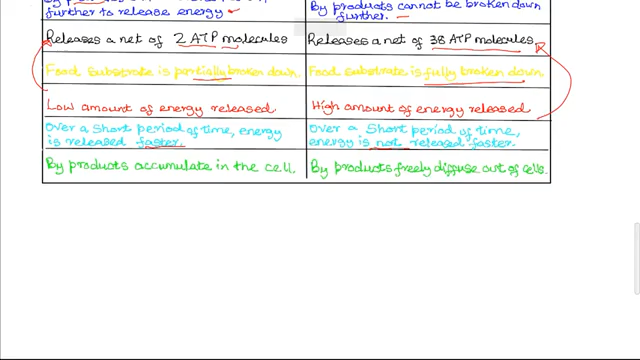 further to release energy
By products cannot be broken down
further.
Releases a net of 2 ATP molecules
Releases a net of 38 ATP molecules
Food substrate is partially broken down.
Food substrate is fully broken down.
Low amount of energy released
High amount of energy released
Over a short period of time, energy
is released faster.
Over a short period of time,
energy is not released faster.
By products accumulate in the cell.
By products freely diffuse out of cells.